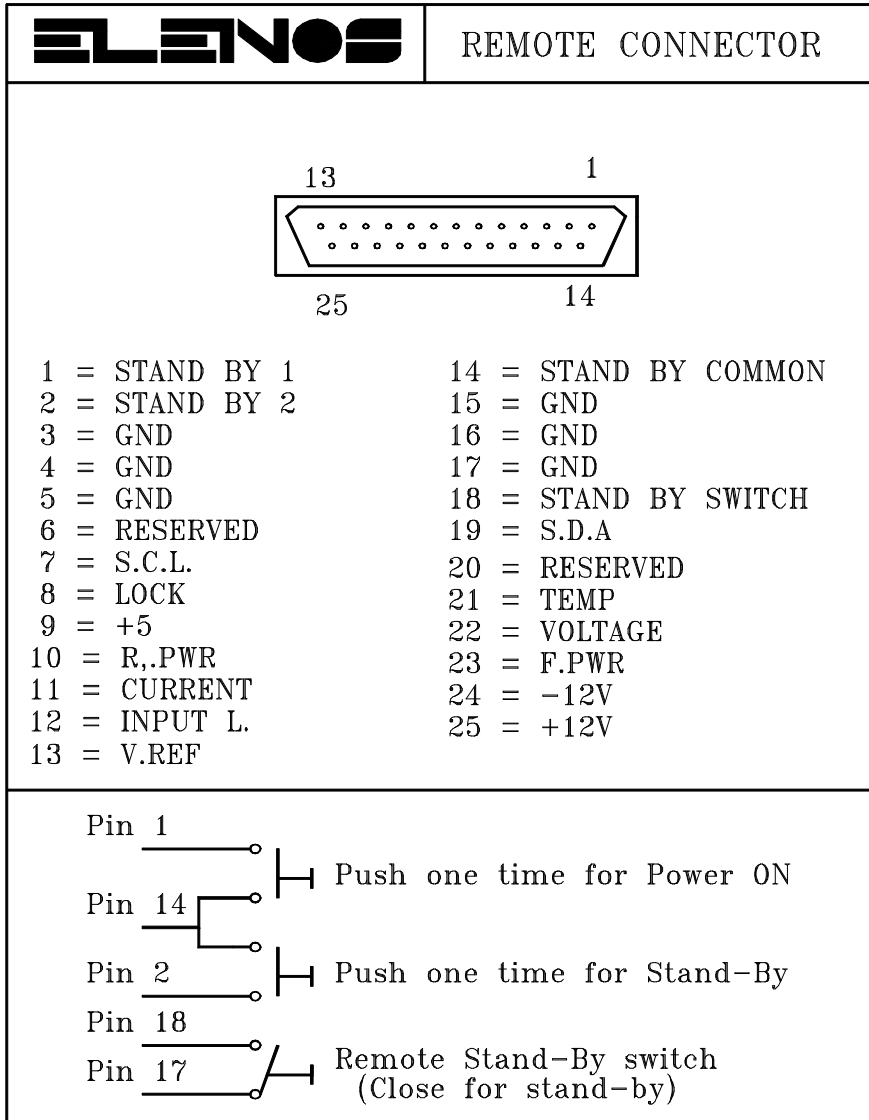 ELENOS
REMOTE CONNECTOR
13 1
25 14
1 = STAND BY 1
2 = STAND BY 2
3 = GND
4 = GND
5 = GND
6 = RESERVED
7 = S.C.L.
8 = LOCK
9 = +5
10 = R,.PWR
11 = CURRENT
12 = INPUT L.
13 = V.REF
14 = STAND BY COMMON
15 = GND
16 = GND
17 = GND
18 = STAND BY SWITCH
19 = S.D.A
20 = RESERVED
21 = TEMP
22 = VOLTAGE
23 = F.PWR
24 = -12V
25 = +12V
Pin 1
Push one time for Power ON
Pin 14
Pin 2
Push one time for Stand-By
Pin 18
Pin 17
Remote Stand-By switch
(Close for stand-by)